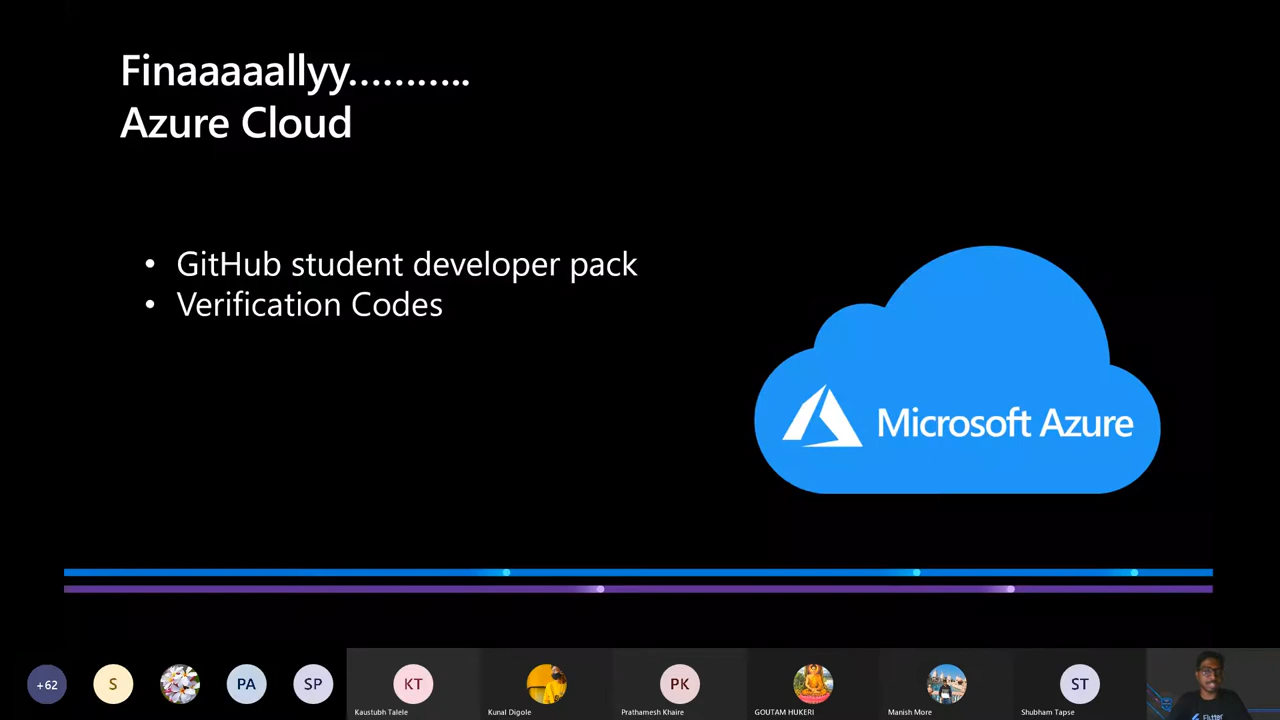 Finaaaaallyy………..
Azure Cloud
• GitHub student developer pack
• Verification Codes
Microsoft Azure
+62
S
PA
SP
KT
PK
ST
Kaustubh Talele
Kunal Digole
Prathamesh Khaire
GOUTAM HUKERI
Manish More
Shubham Tapse
Flutter